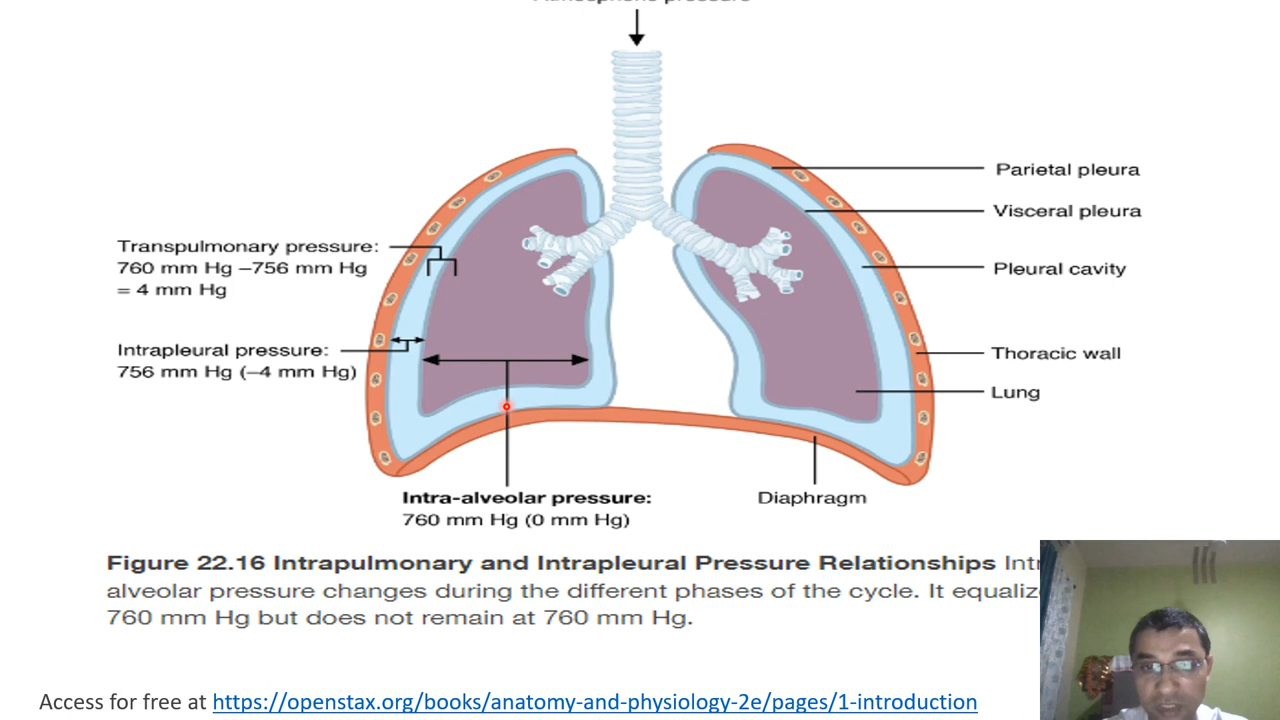 Atmospheric pressure
Parietal pleura
Visceral pleura
Transpulmonary pressure:
760 mm Hg –756 mm Hg
= 4 mm Hg
Pleural cavity
Intrapleural pressure:
756 mm Hg (–4 mm Hg)
Thoracic wall
Lung
Intra-alveolar pressure:
760 mm Hg (0 mm Hg)
Diaphragm
Figure 22.16 Intrapulmonary and Intrapleural Pressure Relationships
alveolar pressure changes during the different phases of the cycle. It
760 mm Hg but does not remain at 760 mm Hg.
Access for free at https://openstax.org/books/anatomy-and-physiology-2e/pages/1-introduction